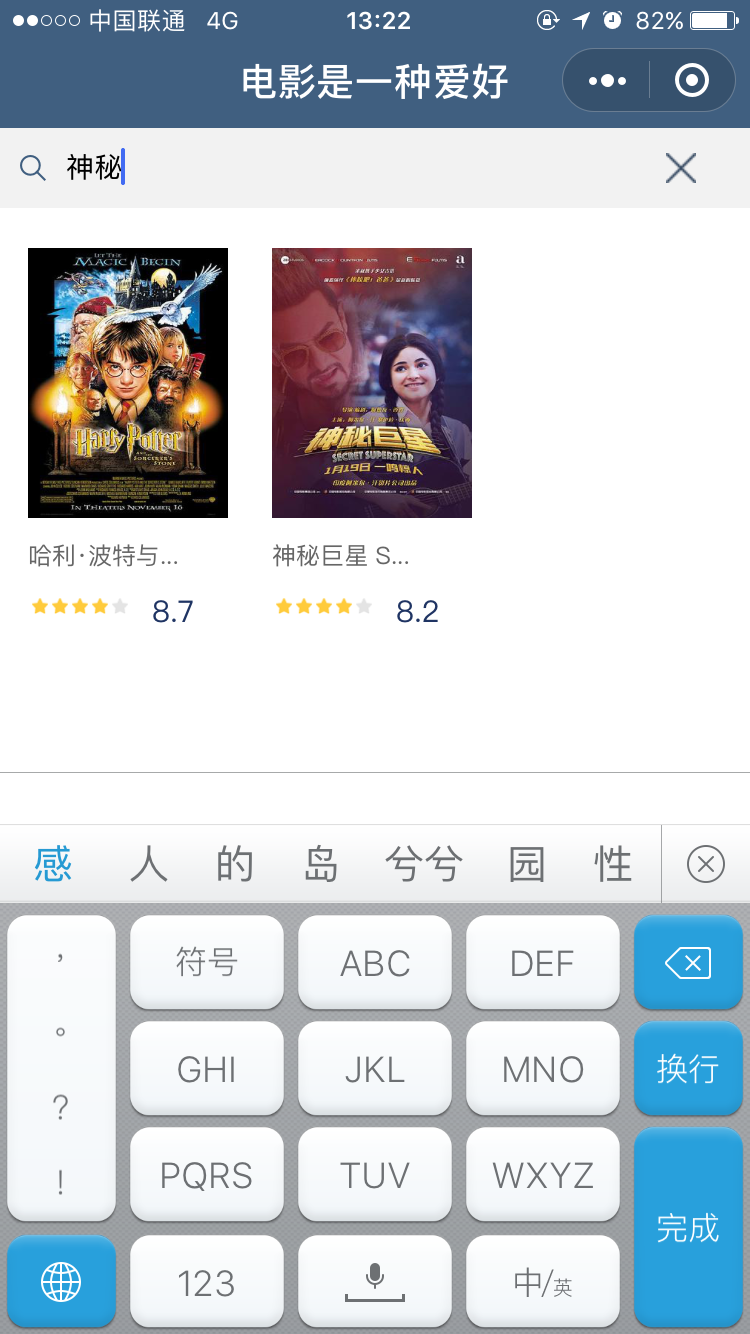 中国联通 4G 13:22 82%
电影是一种爱好
神秘
LET THE
MAGIC BEGIN
Harry Potter
AND THE
SORCERER'S
STONE
IN THEATERS NOVEMBER 16
神秘巨星
SECRET SUPERSTAR
1月19日 一鸣惊人
哈利·波特与... 神秘巨星 S...
8.7 8.2
感 人 的 岛 兮兮 园 性
, 符号 ABC DEF
。 GHI JKL MNO 换行
?
! PQRS TUV WXYZ 完成
123 中/英